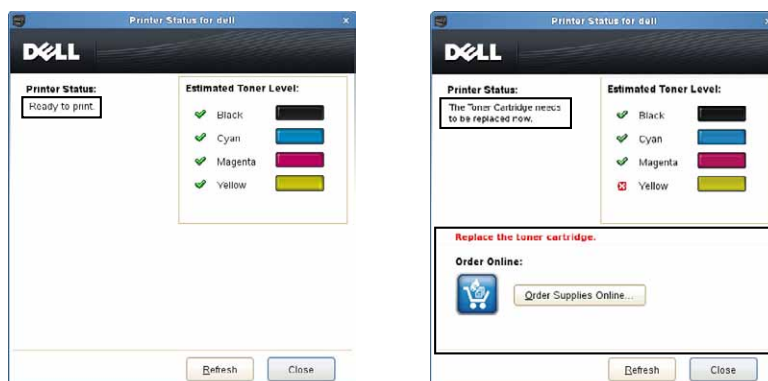 Printer Status for dell x
DELL
Printer Status:
Ready to print.
Estimated Toner Level:
Black
Cyan
Magenta
Yellow
Refresh Close
Printer Status for dell x
DELL
Printer Status:
The Toner Cartridge needs
to be replaced now.
Estimated Toner Level:
Black
Cyan
Magenta
Yellow
Replace the toner cartridge.
Order Online:
Order Supplies Online...
Refresh Close